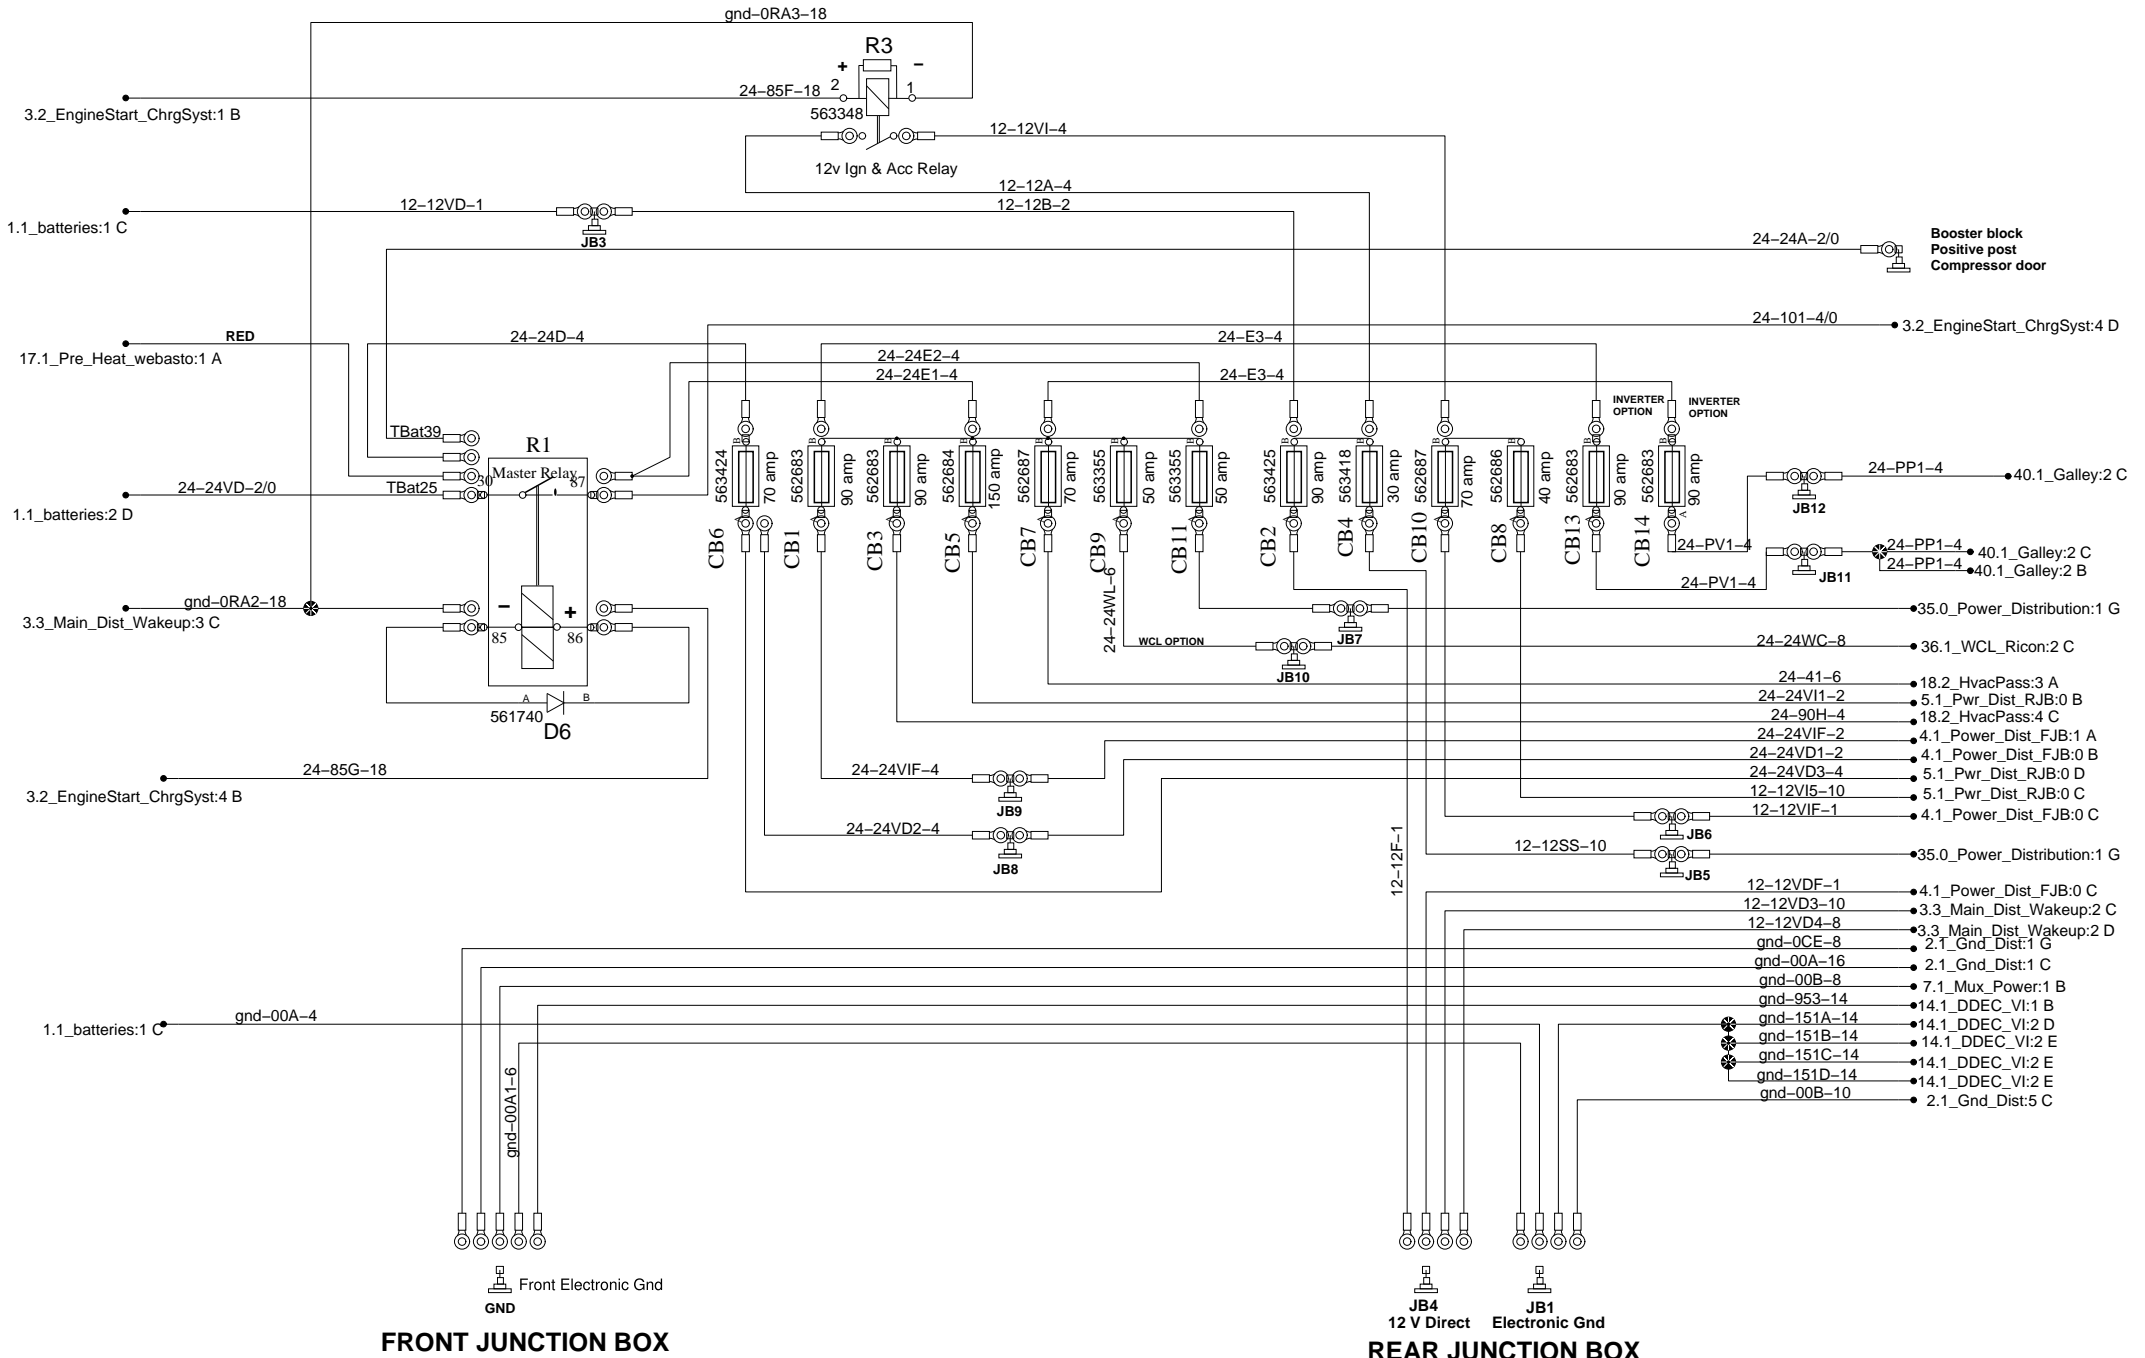 gnd-0RA3-18
R3
+
−
2
1
24-85F-18
3.2_EngineStart_ChrgSyst:1 B
563348
12-12VI-4
12v Ign & Acc Relay
12-12A-4
12-12VD-1
12-12B-2
1.1_batteries:1 C
JB3
24-24A-2/0
Booster block
Positive post
Compressor door
24-101-4/0
3.2_EngineStart_ChrgSyst:4 D
RED
24-24D-4
24-E3-4
17.1_Pre_Heat_webasto:1 A
24-24E2-4
24-24E1-4
24-E3-4
INVERTER
OPTION
INVERTER
OPTION
TBat39
R1
Master Relay
30
87
TBat25
24-24VD-2/0
1.1_batteries:2 D
B
B
B
B
B
B
B
B
B
B
B
B
B
563424
70 amp
562683
90 amp
562683
90 amp
562684
150 amp
562687
70 amp
563355
50 amp
563355
50 amp
563425
90 amp
563418
30 amp
562687
70 amp
562686
40 amp
562683
90 amp
562683
90 amp
A
A
A
A
A
A
A
A
A
A
A
A
A
CB6
CB1
CB3
CB5
CB7
CB9
CB11
CB2
CB4
CB10
CB8
CB13
CB14
24-PP1-4
40.1_Galley:2 C
JB12
24-PV1-4
24-PP1-4
40.1_Galley:2 C
24-PP1-4
40.1_Galley:2 B
JB11
24-PV1-4
24-24WL-6
gnd-0RA2-18
3.3_Main_Dist_Wakeup:3 C
−
+
85
86
35.0_Power_Distribution:1 G
JB7
WCL OPTION
24-24WC-8
36.1_WCL_Ricon:2 C
JB10
24-41-6
18.2_HvacPass:3 A
A
B
561740
D6
24-24VI1-2
5.1_Pwr_Dist_RJB:0 B
24-90H-4
18.2_HvacPass:4 C
24-24VIF-2
4.1_Power_Dist_FJB:1 A
24-24VD1-2
4.1_Power_Dist_FJB:0 B
24-85G-18
3.2_EngineStart_ChrgSyst:4 B
24-24VIF-4
JB9
24-24VD3-4
5.1_Pwr_Dist_RJB:0 D
12-12VI5-10
5.1_Pwr_Dist_RJB:0 C
12-12VIF-1
4.1_Power_Dist_FJB:0 C
JB6
24-24VD2-4
JB8
12-12SS-10
35.0_Power_Distribution:1 G
JB5
12-12F-1
12-12VDF-1
4.1_Power_Dist_FJB:0 C
12-12VD3-10
3.3_Main_Dist_Wakeup:2 C
12-12VD4-8
3.3_Main_Dist_Wakeup:2 D
gnd-0CE-8
2.1_Gnd_Dist:1 G
gnd-00A-16
2.1_Gnd_Dist:1 C
gnd-00B-8
7.1_Mux_Power:1 B
gnd-953-14
14.1_DDEC_VI:1 B
1.1_batteries:1 C
gnd-00A-4
gnd-151A-14
14.1_DDEC_VI:2 D
gnd-151B-14
14.1_DDEC_VI:2 E
gnd-151C-14
14.1_DDEC_VI:2 E
gnd-151D-14
14.1_DDEC_VI:2 E
gnd-00B-10
2.1_Gnd_Dist:5 C
gnd-00A1-6
Front Electronic Gnd
GND
JB4
12 V Direct
JB1
Electronic Gnd
FRONT JUNCTION BOX
REAR JUNCTION BOX